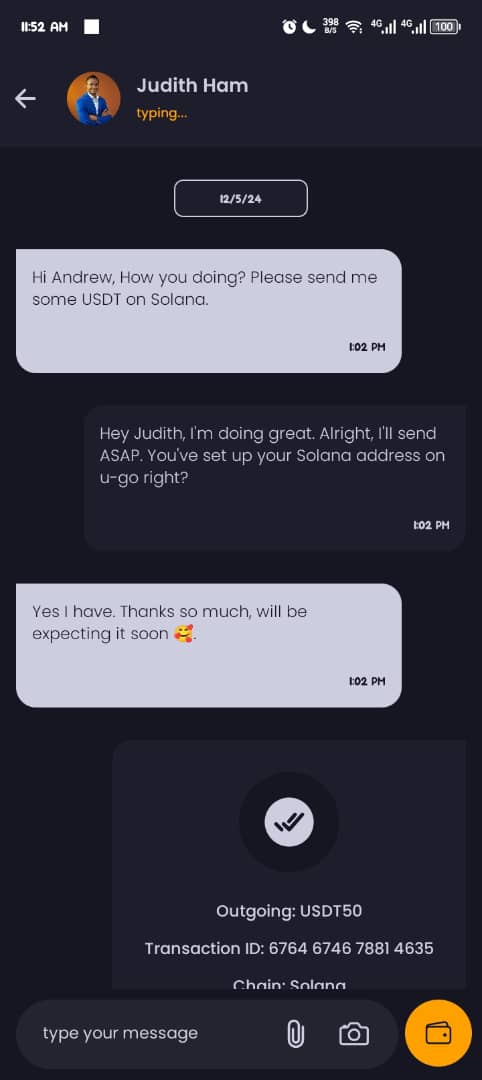 11:52 AM
398
B/S
4G
4G
100
Judith Ham
typing...
12/5/24
Hi Andrew, How you doing? Please send me
some USDT on Solana.
1:02 PM
Hey Judith, I'm doing great. Alright, I'll send
ASAP. You've set up your Solana address on
u-go right?
1:02 PM
Yes I have. Thanks so much, will be
expecting it soon 🥰.
1:02 PM
Outgoing: USDT50
Transaction ID: 6764 6746 7881 4635
Chain: Solana
type your message